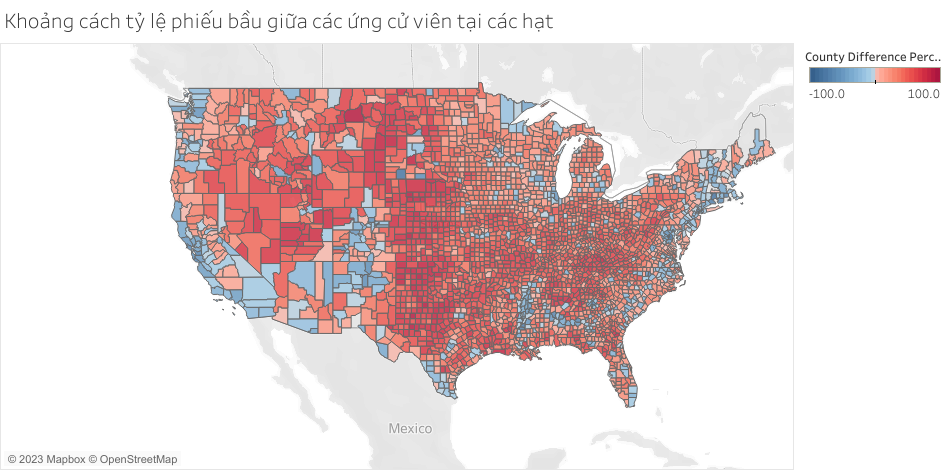 Khoảng cách tỷ lệ phiếu bầu giữa các ứng cử viên tại các hạt
County Difference Perc..
-100.0 100.0
Mexico
© 2023 Mapbox © OpenStreetMap